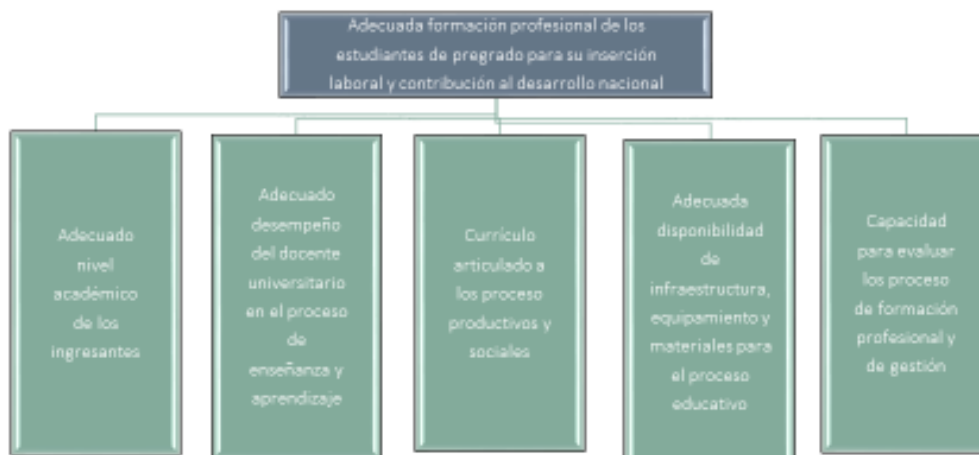 Adecuada formación profesional de los
estudiantes de pregrado para su inserción
laboral y contribución al desarrollo nacional
Adecuado
nivel
académico
de los
ingresantes
Adecuado
desempeño
del docente
universitario
en el proceso
de
enseñanza y
aprendizaje
Currículo
articulado a
los proceso
productivos y
sociales
Adecuada
disponibilidad
de
infraestructura,
equipamiento y
materiales para
el proceso
educativo
Capacidad
para evaluar
los proceso
de formación
profesional y
de gestión